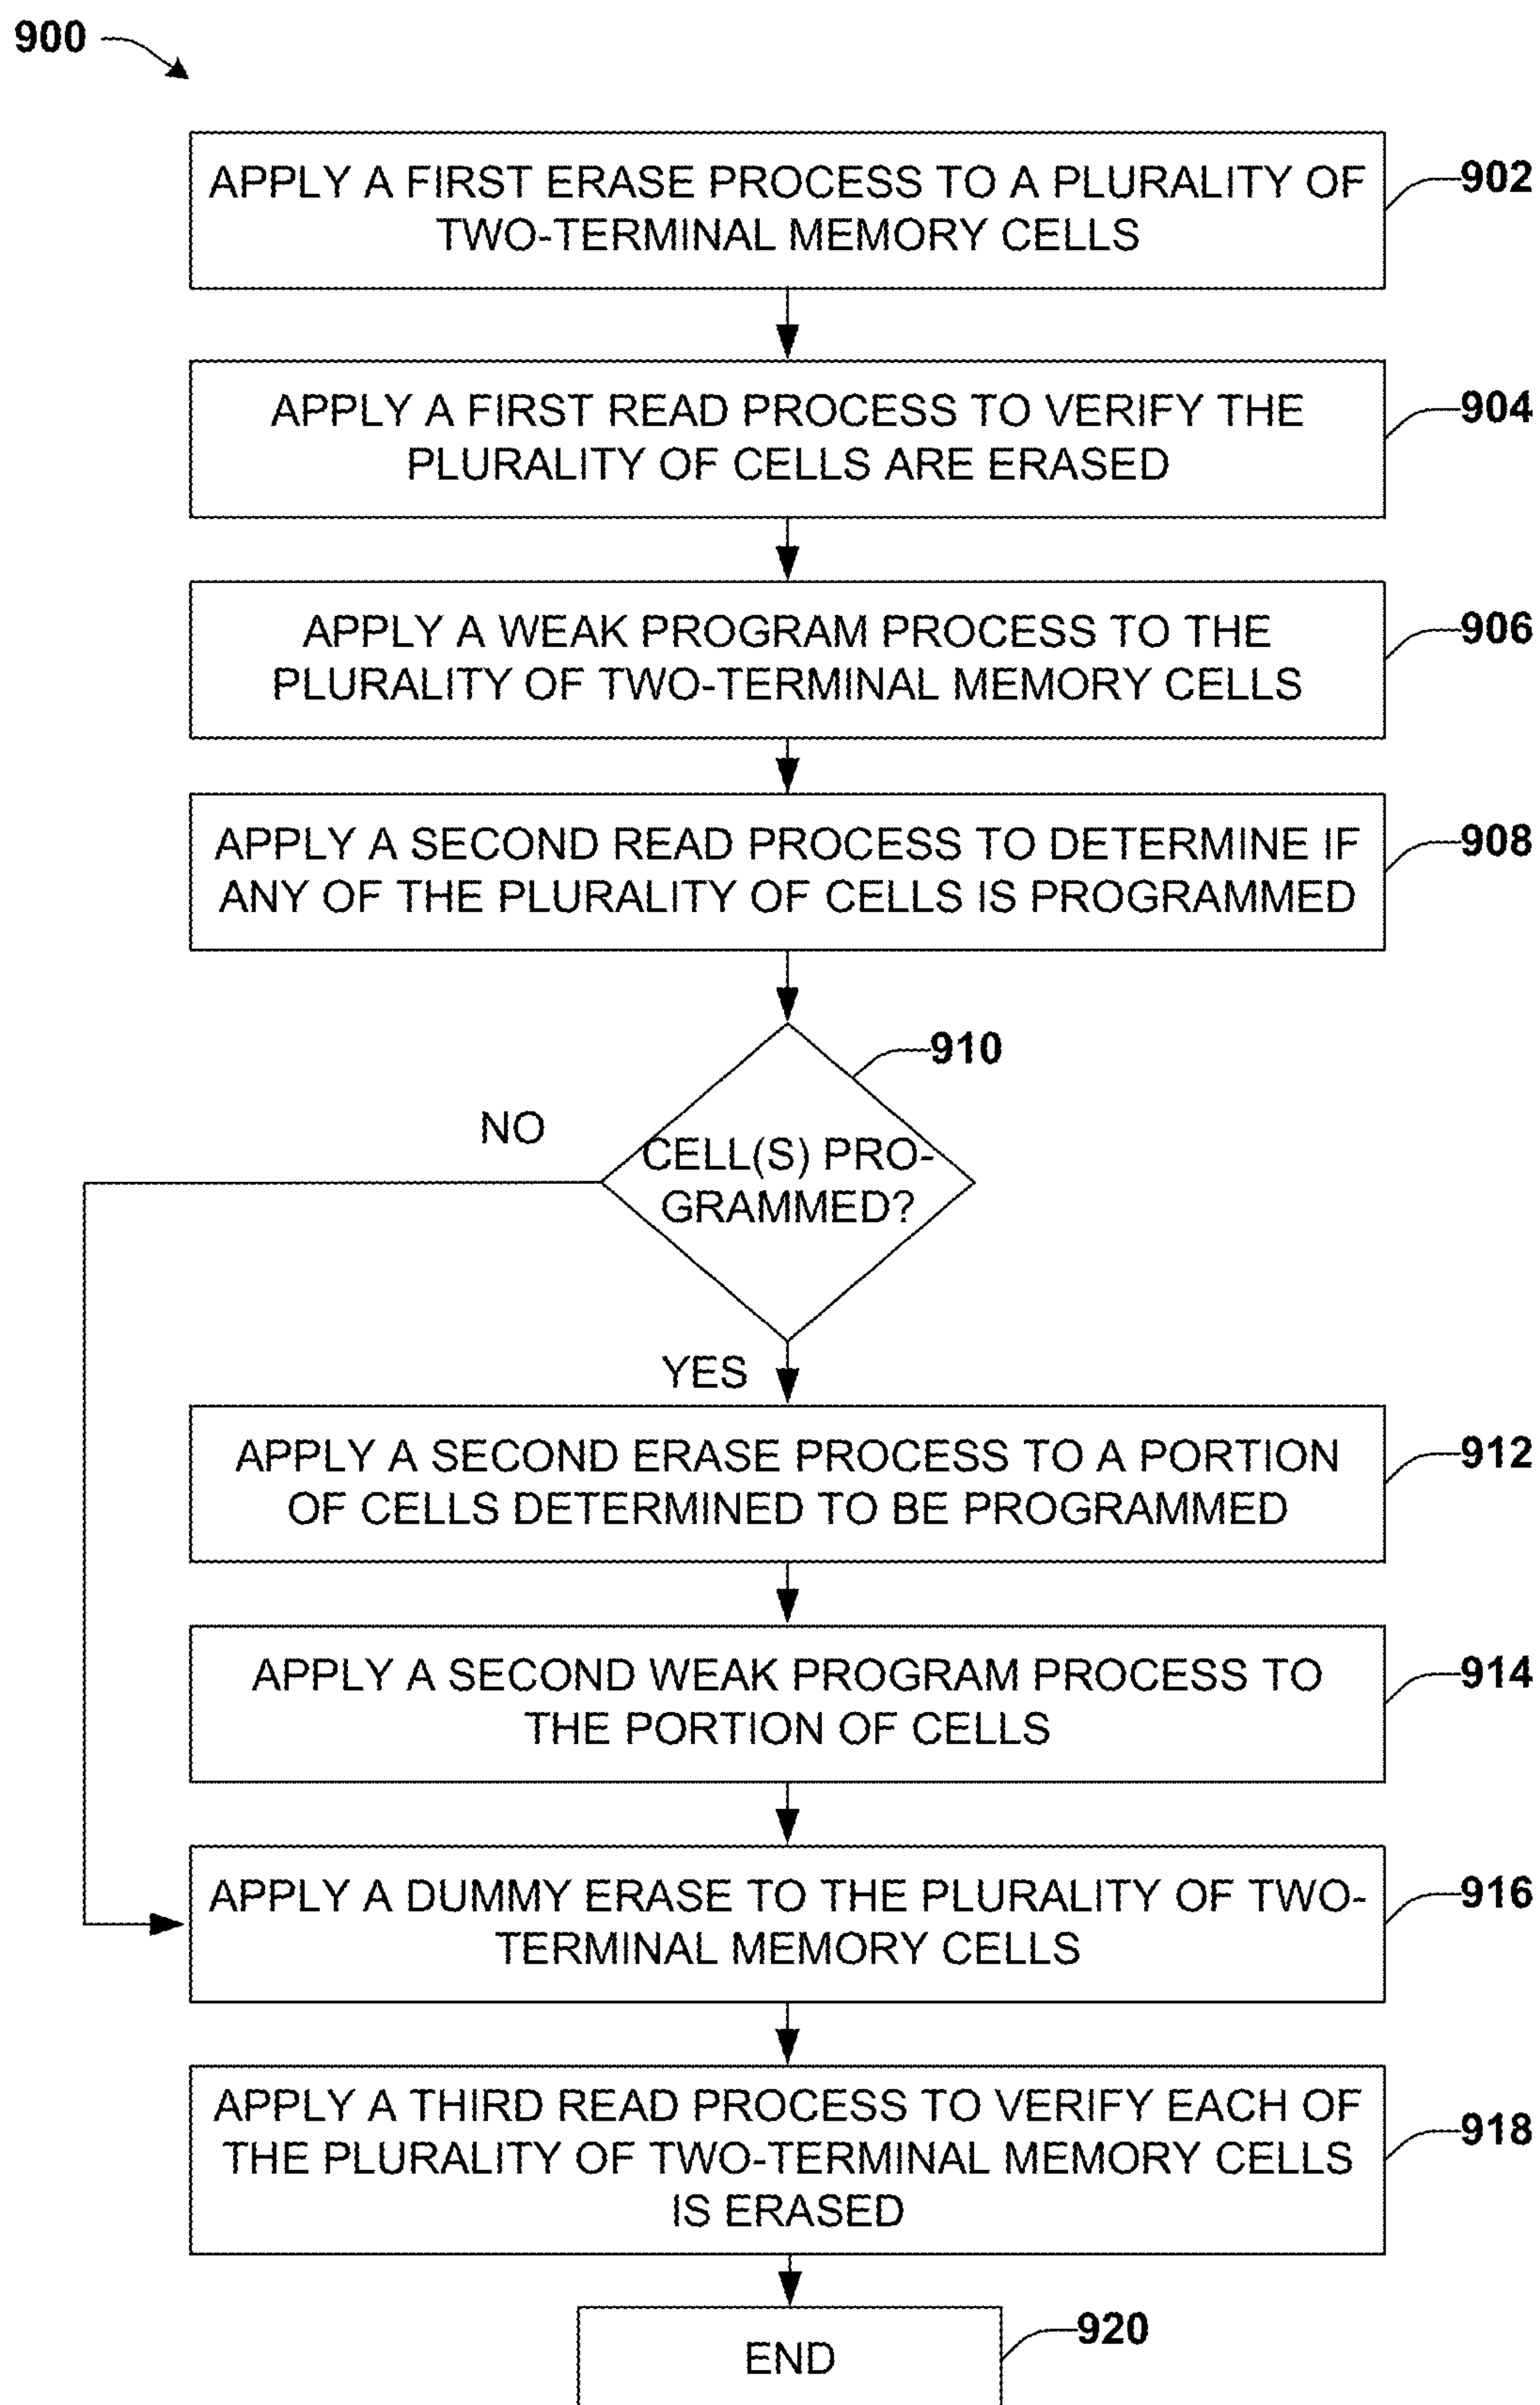 900
APPLY A FIRST ERASE PROCESS TO A PLURALITY OF
TWO-TERMINAL MEMORY CELLS
902
APPLY A FIRST READ PROCESS TO VERIFY THE
PLURALITY OF CELLS ARE ERASED
904
APPLY A WEAK PROGRAM PROCESS TO THE
PLURALITY OF TWO-TERMINAL MEMORY CELLS
906
APPLY A SECOND READ PROCESS TO DETERMINE IF
ANY OF THE PLURALITY OF CELLS IS PROGRAMMED
908
910
NO
CELL(S) PRO-
GRAMMED?
YES
APPLY A SECOND ERASE PROCESS TO A PORTION
OF CELLS DETERMINED TO BE PROGRAMMED
912
APPLY A SECOND WEAK PROGRAM PROCESS TO
THE PORTION OF CELLS
914
APPLY A DUMMY ERASE TO THE PLURALITY OF TWO-
TERMINAL MEMORY CELLS
916
APPLY A THIRD READ PROCESS TO VERIFY EACH OF
THE PLURALITY OF TWO-TERMINAL MEMORY CELLS
IS ERASED
918
END
920